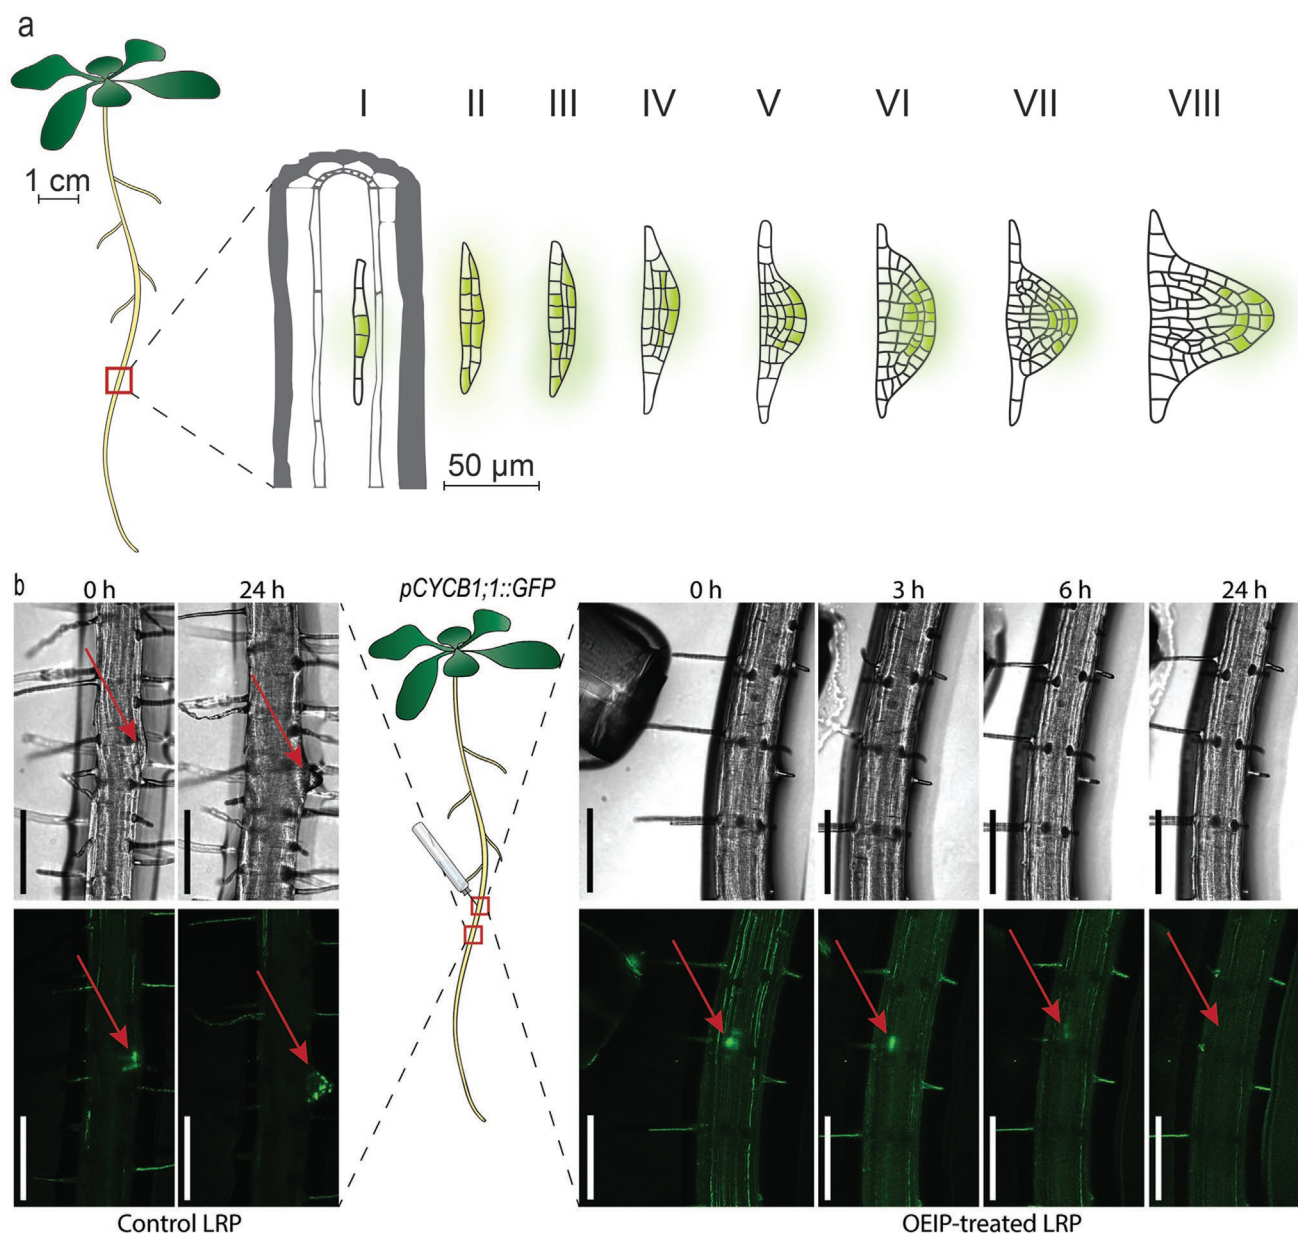 a
I II III IV V VI VII VIII
1 cm
50 µm
b
0 h 24 h pCYCB1;1::GFP 0 h 3 h 6 h 24 h
Control LRP OEIP-treated LRP